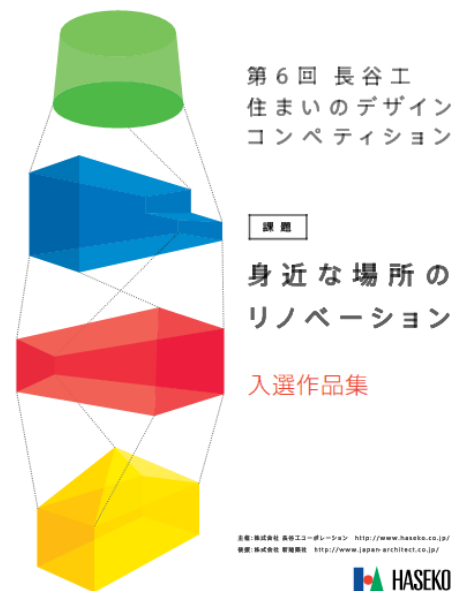 第6回 長谷工
住まいのデザイン
コンペティション
課題
身近な場所の
リノベーション
入選作品集
主催:株式会社 長谷工コーポレーション http://www.haseko.co.jp/
後援:株式会社 新建築社 http://www.japan-architect.co.jp/
HASEKO